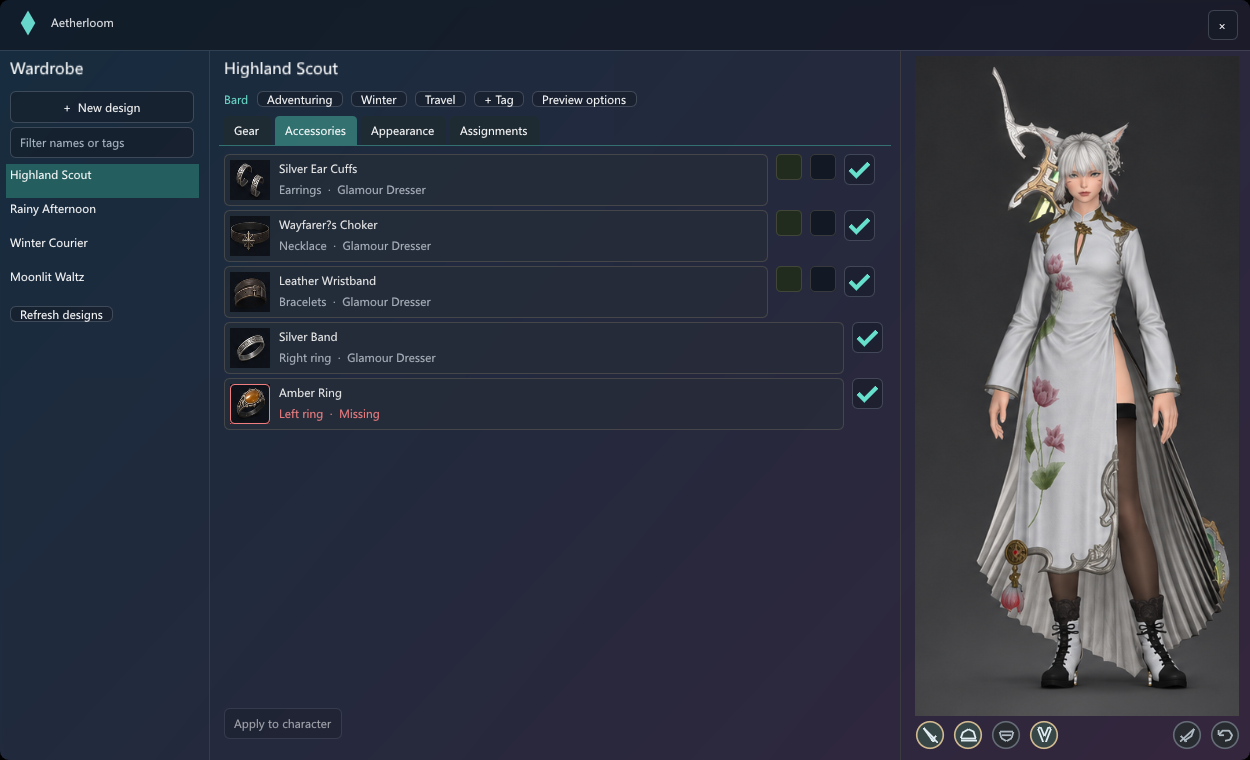 Aetherloom
×
Wardrobe
+ New design
Filter names or tags
Highland Scout
Rainy Afternoon
Winter Courier
Moonlit Waltz
Refresh designs
Highland Scout
Bard Adventuring Winter Travel + Tag Preview options
Gear Accessories Appearance Assignments
Silver Ear Cuffs
Earrings · Glamour Dresser
Wayfarer?s Choker
Necklace · Glamour Dresser
Leather Wristband
Bracelets · Glamour Dresser
Silver Band
Right ring · Glamour Dresser
Amber Ring
Left ring · Missing
Apply to character